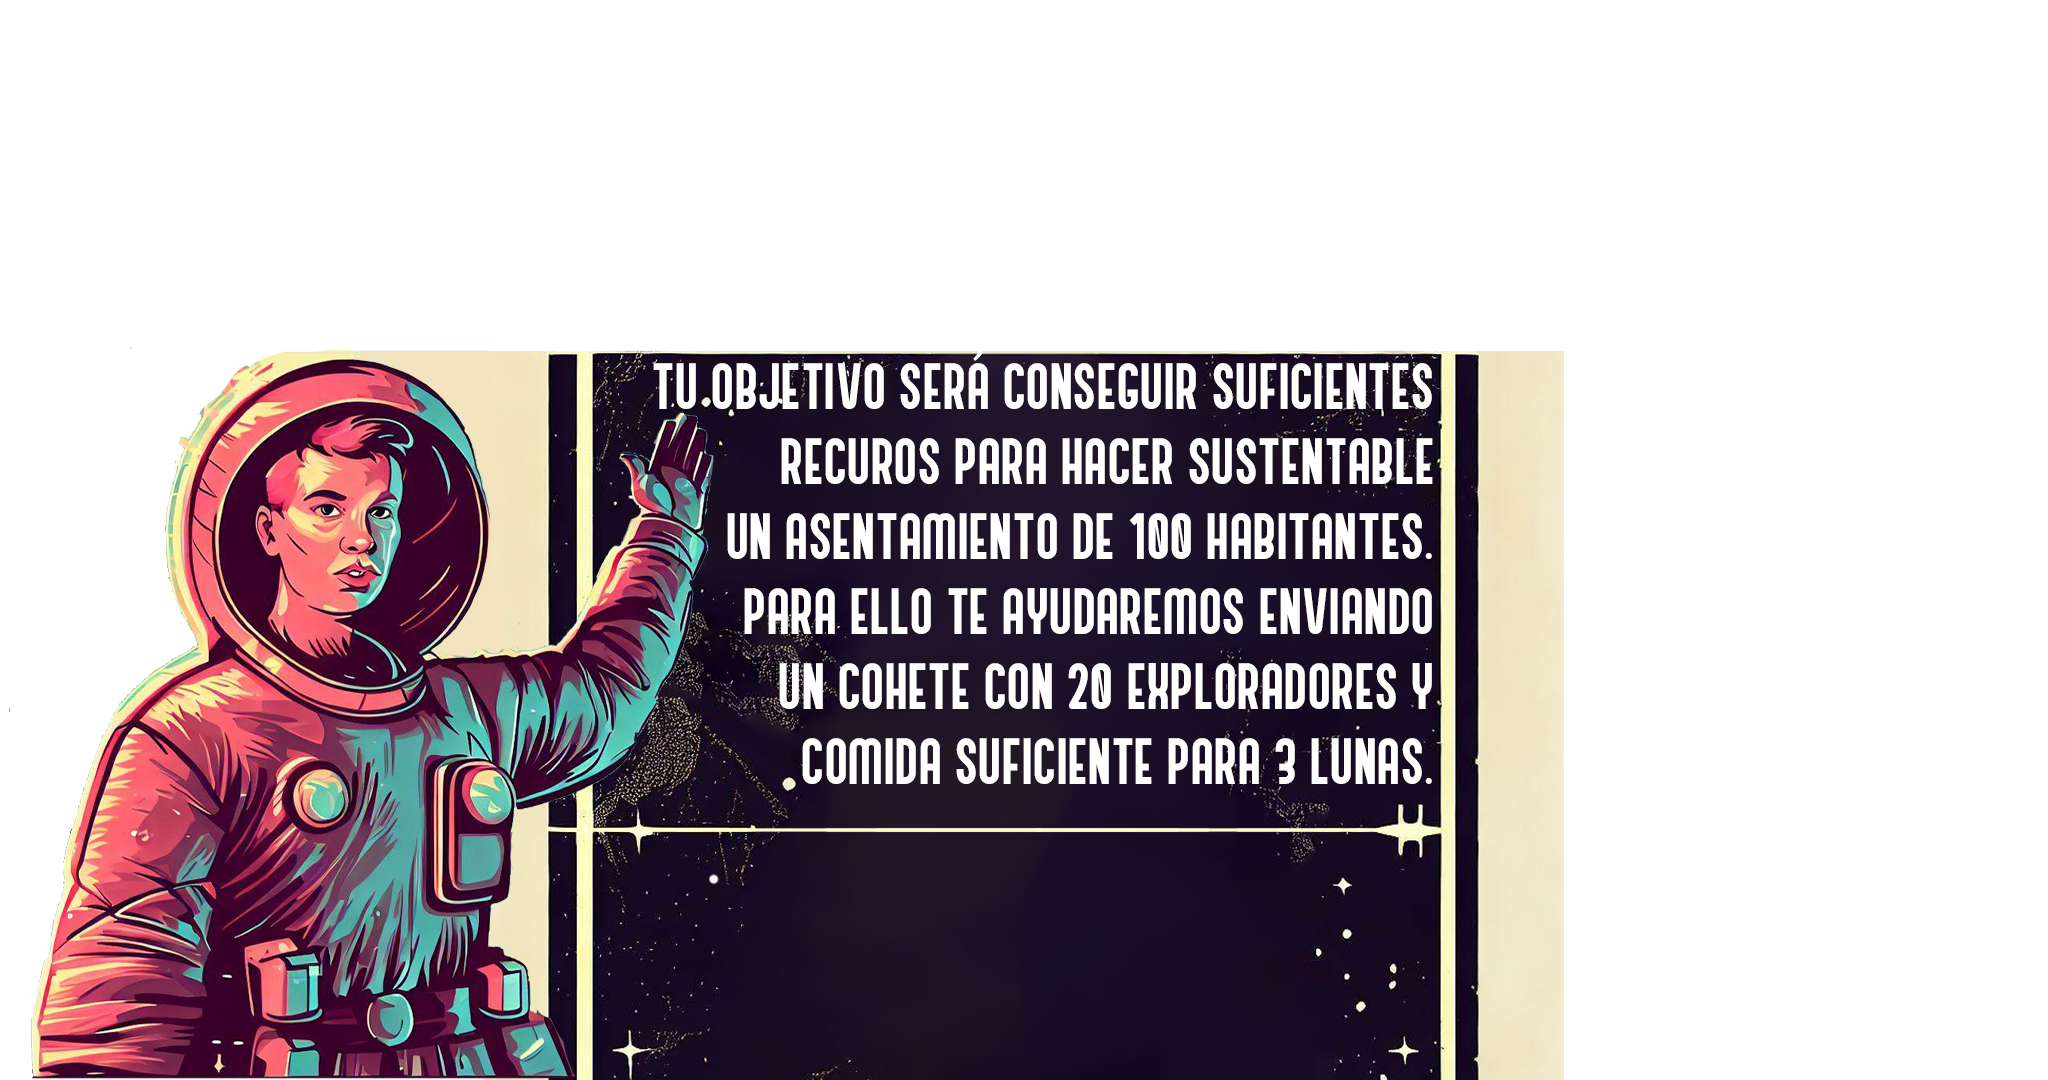 TU OBJETIVO SERÁ CONSEGUIR SUFICIENTES
RECUROS PARA HACER SUSTENTABLE
UN ASENTAMIENTO DE 100 HABITANTES.
PARA ELLO TE AYUDAREMOS ENVIANDO
UN COHETE CON 20 EXPLORADORES Y
COMIDA SUFICIENTE PARA 3 LUNAS.